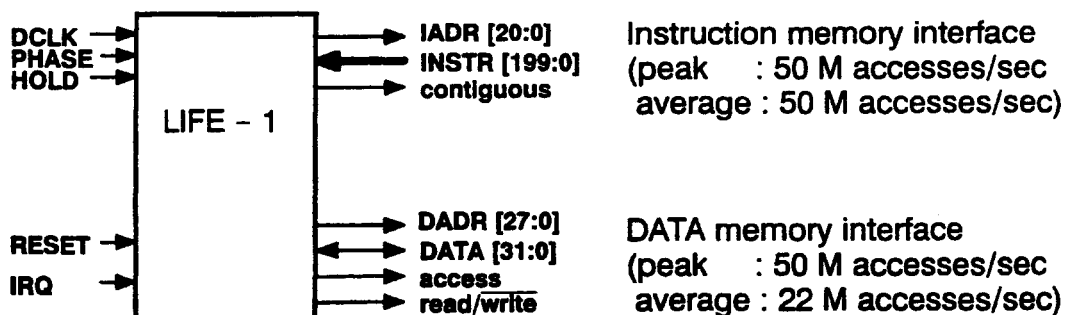 DCLK
PHASE
HOLD
RESET
IRQ
LIFE – 1
IADR [20:0]
INSTR [199:0]
contiguous
DADR [27:0]
DATA [31:0]
access
read/write
Instruction memory interface
(peak : 50 M accesses/sec
average : 50 M accesses/sec)
DATA memory interface
(peak : 50 M accesses/sec
average : 22 M accesses/sec)